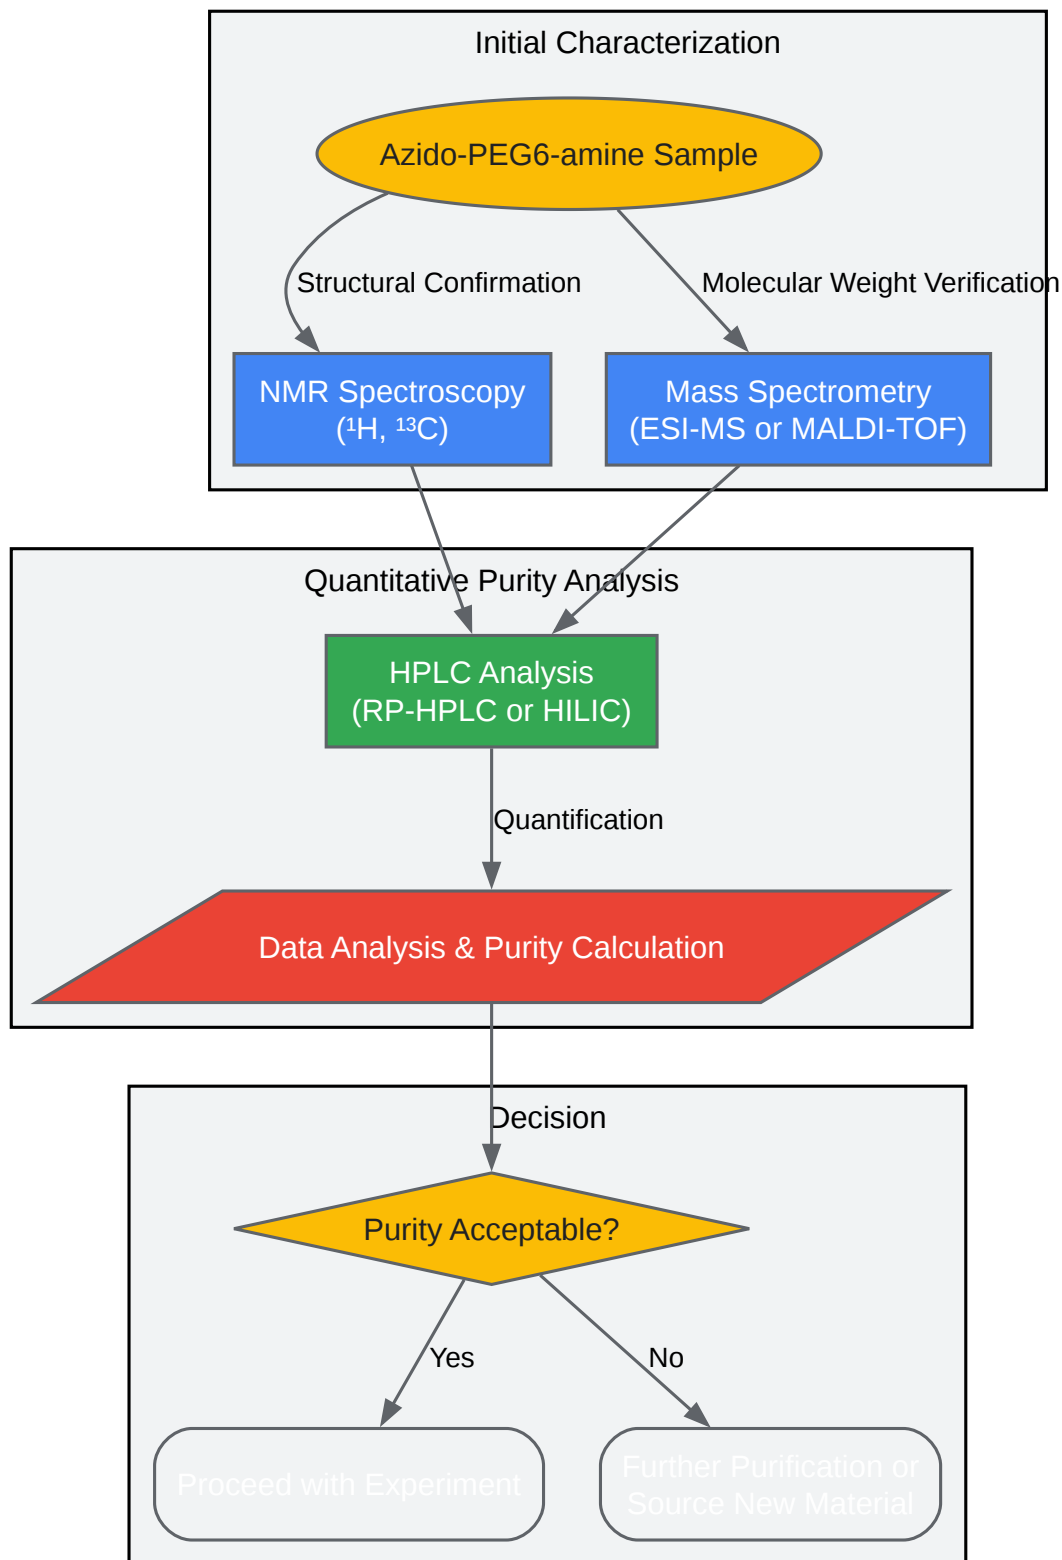 Initial Characterization
Azido-PEG6-amine Sample
Structural Confirmation
Molecular Weight Verification
NMR Spectroscopy
(¹H, ¹³C)
Mass Spectrometry
(ESI-MS or MALDI-TOF)
Quantitative Purity Analysis
HPLC Analysis
(RP-HPLC or HILIC)
Quantification
Data Analysis & Purity Calculation
Decision
Purity Acceptable?
Yes
No
Proceed with Experiment
Further Purification or
Source New Material